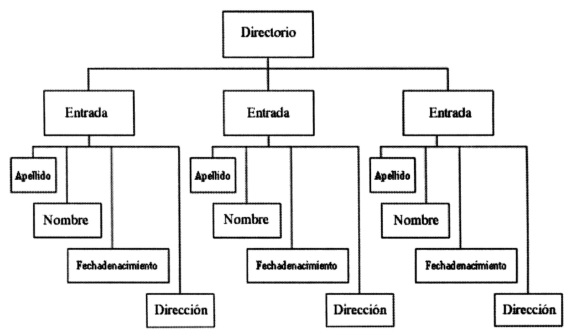 Directorio
Entrada
Entrada
Entrada
Apellido
Apellido
Apellido
Nombre
Nombre
Nombre
Fechadenacimiento
Fechadenacimiento
Fechadenacimiento
Dirección
Dirección
Dirección